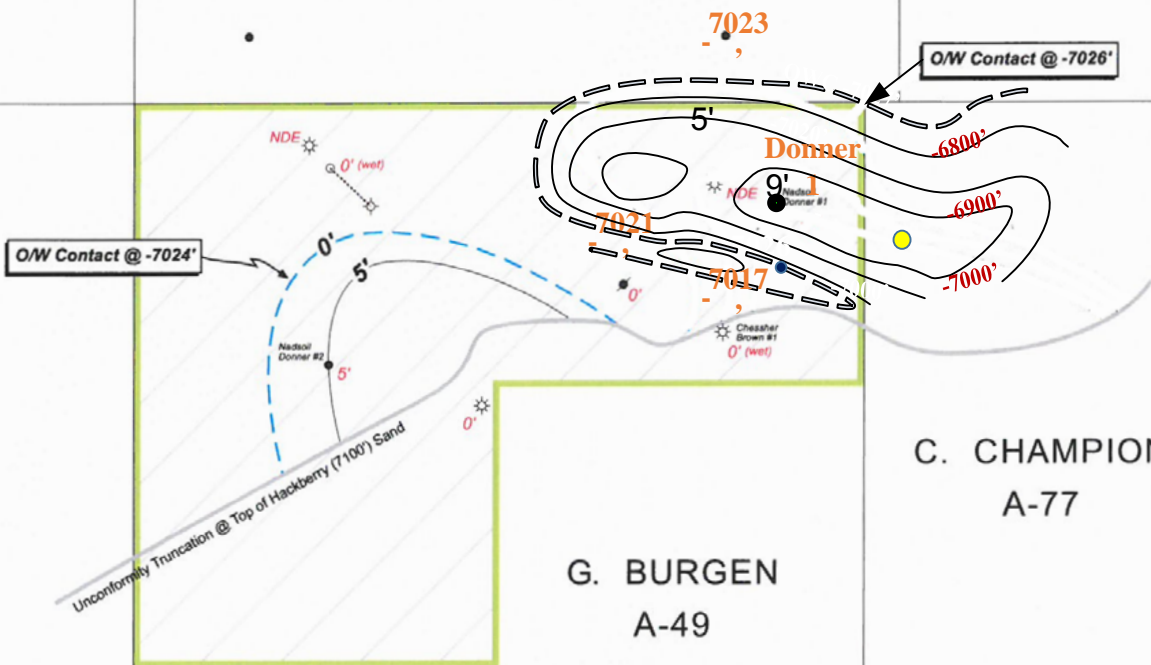 7023
- ,
O/W Contact @ -7026'
5'
-6800’
NDE
0' (wet)
Donner
1
9'
NDE
Nadsoil
Donner #1
-6900’
7021
- ,
0'
O/W Contact @ -7024'
5'
-7000’
7017
- ,
0'
Chessher
Brown #1
0' (wet)
Nadsoil
Donner #2
5'
0'
Unconformity Truncation @ Top of Hackberry (7100') Sand
C. CHAMPION
A-77
G. BURGEN
A-49